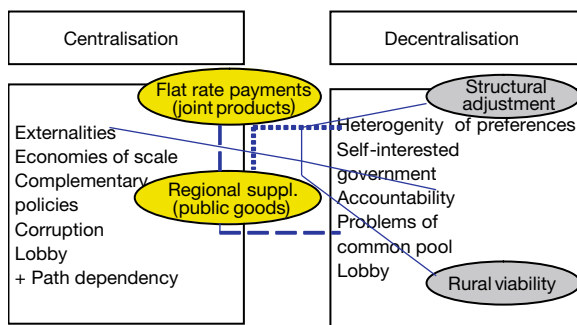 Centralisation
Decentralisation
Flat rate payments
(joint products)
Structural
adjustment
Externalities
Economies of scale
Complementary
policies
Corruption
Lobby
+ Path dependency
Regional suppl.
(public goods)
Heterogenity of preferences
Self-interested
government
Accountability
Problems of
common pool
Lobby
Rural viability